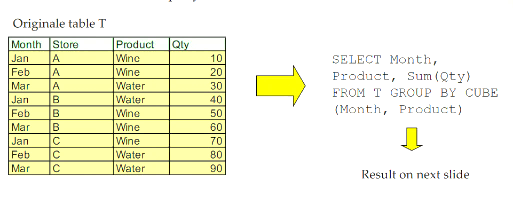 Originale table T
Month Store Product Qty
Jan A Wine 10
Feb A Wine 20
Mar A Water 30
Jan B Water 40
Feb B Wine 50
Mar B Wine 60
Jan C Wine 70
Feb C Water 80
Mar C Water 90
SELECT Month,
Product, Sum(Qty)
FROM T GROUP BY CUBE
(Month, Product)
Result on next slide